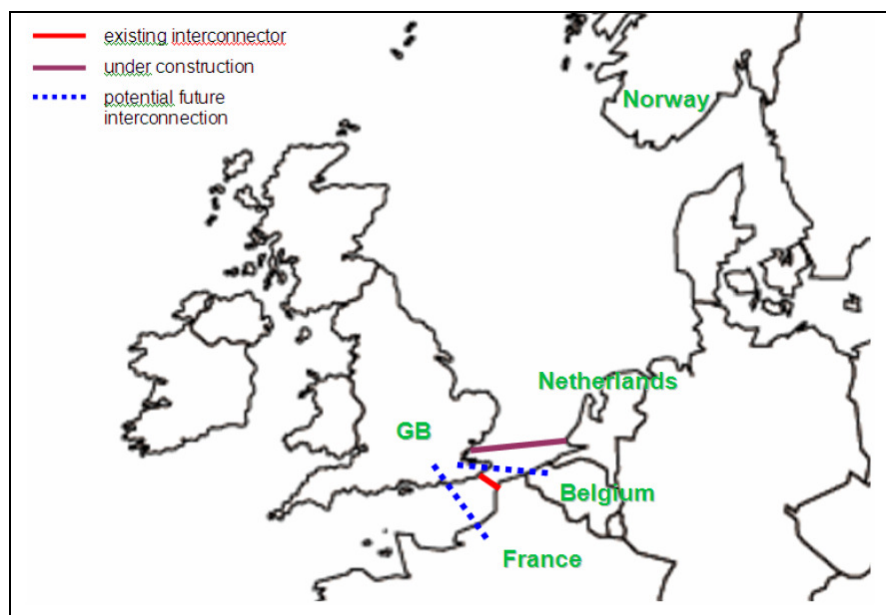 existing interconnector
under construction
potential future
interconnection
Norway
Netherlands
GB
Belgium
France